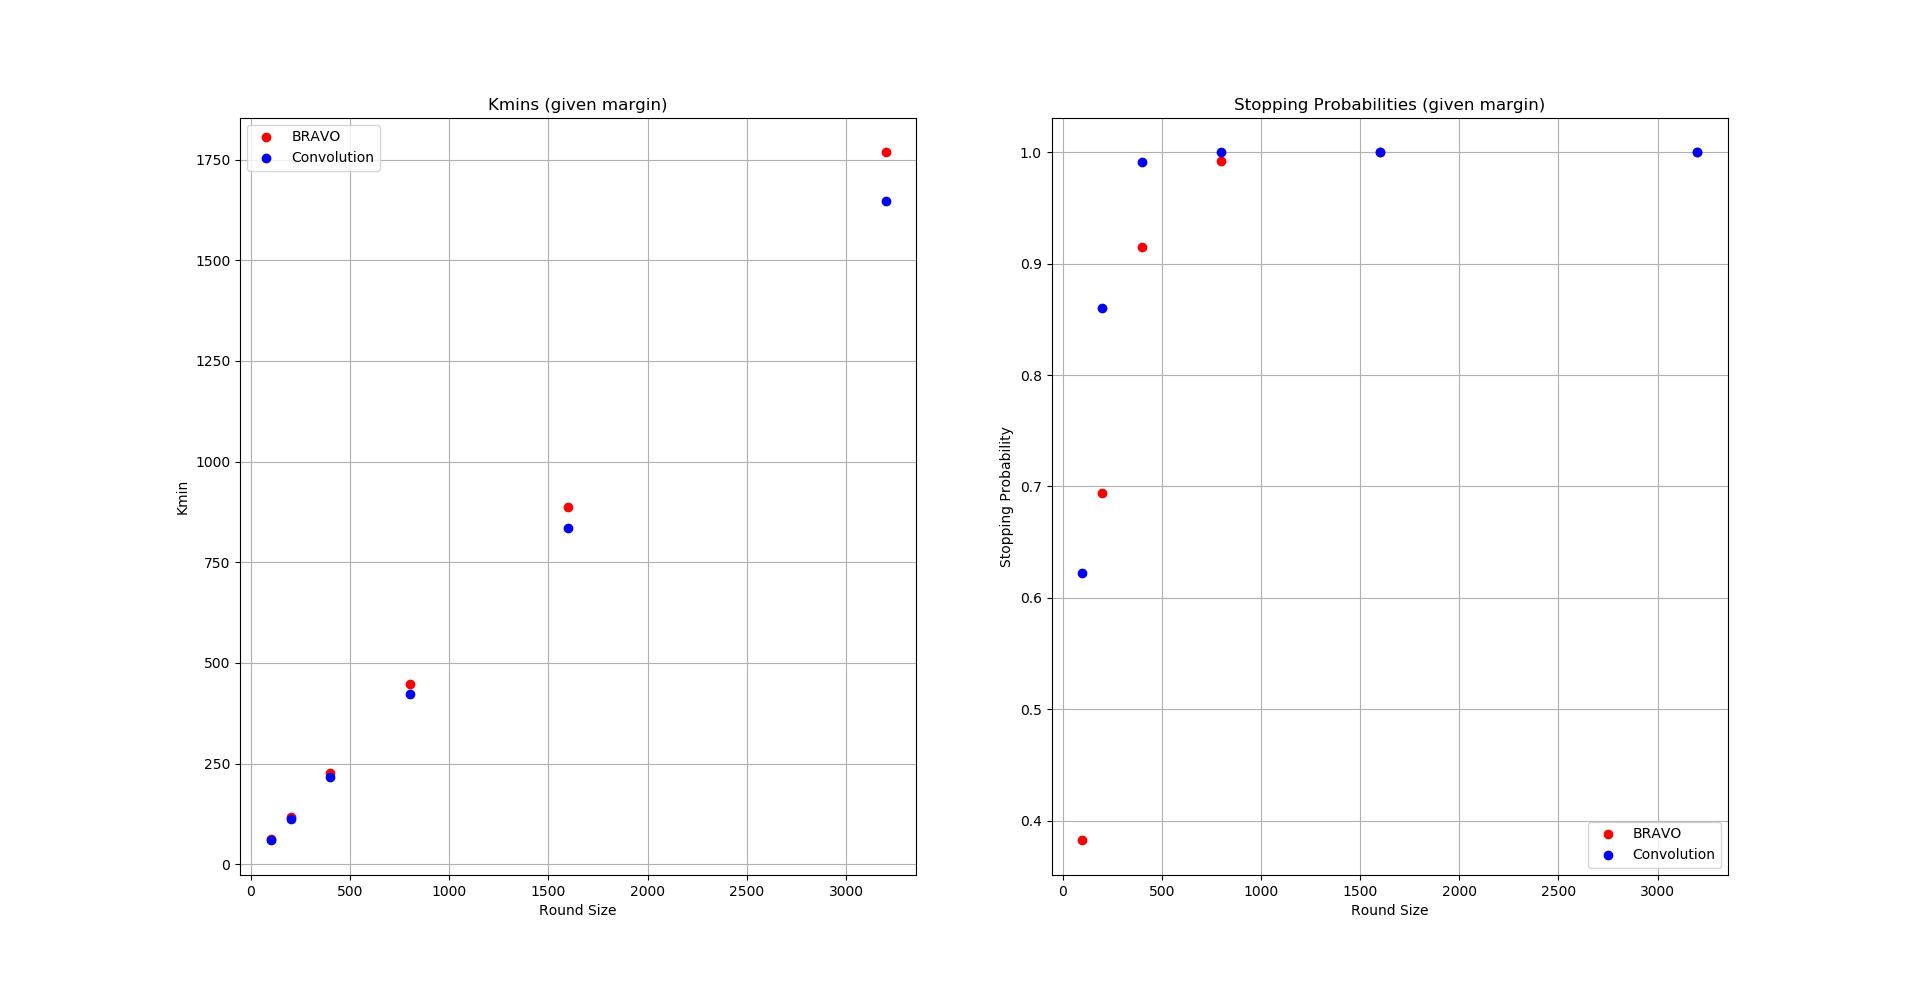 Kmins (given margin)
BRAVO
Convolution
1750
1500
1250
1000
750
500
250
0
Kmin
0 500 1000 1500 2000 2500 3000
Round Size
Stopping Probabilities (given margin)
1.0
0.9
0.8
0.7
0.6
0.5
0.4
Stopping Probability
BRAVO
Convolution
0 500 1000 1500 2000 2500 3000
Round Size